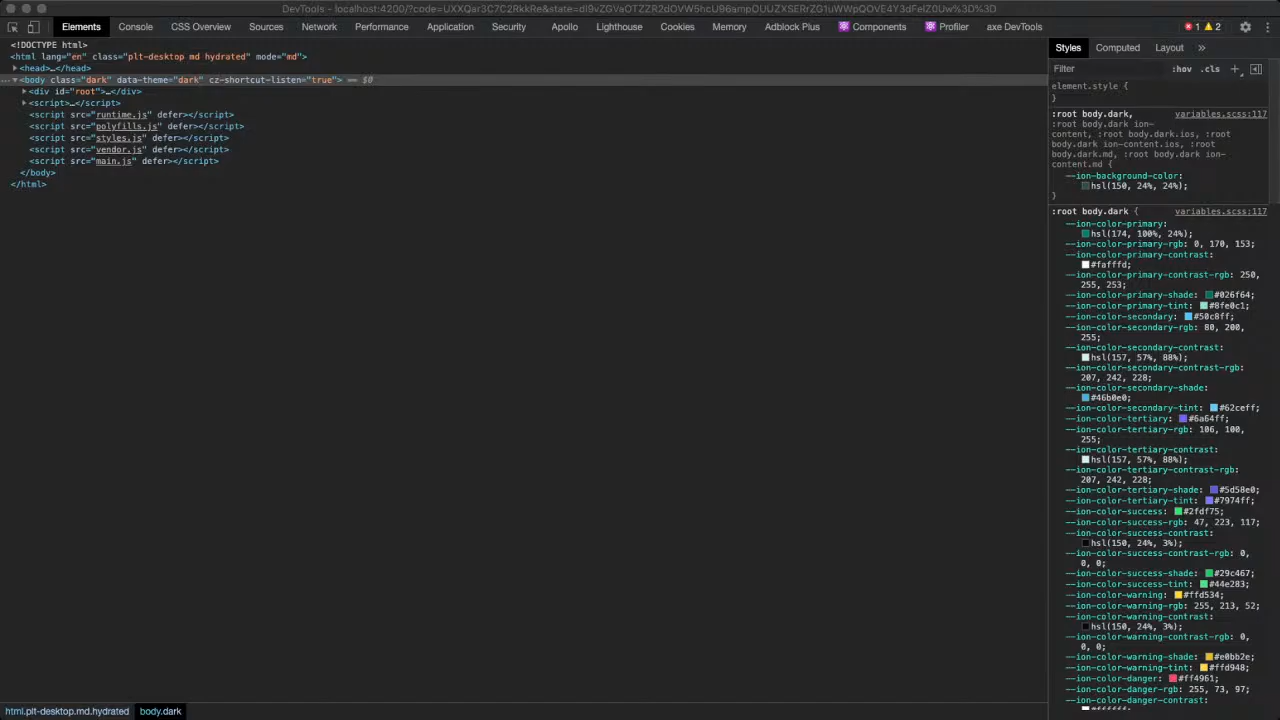 DevTools - localhost:4200/?code=UXXQar3C7C2RkkRe&state=dl9vZGVaOTZZR2dOVW5hcU96ampOUUZXSERrZG1uWWpQOVE4Y3dFelZ0Uw%3D%3D
Elements Console CSS Overview Sources Network Performance Application Security Apollo Lighthouse Cookies Memory Adblock Plus Components Profiler axe DevTools 1 2
<!DOCTYPE html>
<html lang="en" class="plt-desktop md hydrated" mode="md">
<head>…</head>
<body class="dark" data-theme="dark" cz-shortcut-listen="true"> == $0
<div id="root">…</div>
<script>…</script>
<script src="runtime.js" defer></script>
<script src="polyfills.js" defer></script>
<script src="styles.js" defer></script>
<script src="vendor.js" defer></script>
<script src="main.js" defer></script>
</body>
</html>
html.plt-desktop.md.hydrated body.dark
Styles Computed Layout »
Filter :hov .cls +
element.style {
}
:root body.dark, variables.scss:117
:root body.dark ion-
content, :root body.dark.ios, :root
body.dark ion-content.ios, :root
body.dark.md, :root body.dark ion-
content.md {
--ion-background-color:
hsl(150, 24%, 24%);
}
:root body.dark { variables.scss:117
--ion-color-primary:
hsl(174, 100%, 24%);
--ion-color-primary-rgb: 0, 170, 153;
--ion-color-primary-contrast:
#fafffd;
--ion-color-primary-contrast-rgb: 250,
255, 253;
--ion-color-primary-shade: #026f64;
--ion-color-primary-tint: #8fe0c1;
--ion-color-secondary: #50c8ff;
--ion-color-secondary-rgb: 80, 200,
255;
--ion-color-secondary-contrast:
hsl(157, 57%, 88%);
--ion-color-secondary-contrast-rgb:
207, 242, 228;
--ion-color-secondary-shade:
#46b0e0;
--ion-color-secondary-tint: #62ceff;
--ion-color-tertiary: #6a64ff;
--ion-color-tertiary-rgb: 106, 100,
255;
--ion-color-tertiary-contrast:
hsl(157, 57%, 88%);
--ion-color-tertiary-contrast-rgb:
207, 242, 228;
--ion-color-tertiary-shade: #5d58e0;
--ion-color-tertiary-tint: #7974ff;
--ion-color-success: #2fdf75;
--ion-color-success-rgb: 47, 223, 117;
--ion-color-success-contrast:
hsl(150, 24%, 3%);
--ion-color-success-contrast-rgb: 0,
0, 0;
--ion-color-success-shade: #29c467;
--ion-color-success-tint: #44e283;
--ion-color-warning: #ffd534;
--ion-color-warning-rgb: 255, 213, 52;
--ion-color-warning-contrast:
hsl(150, 24%, 3%);
--ion-color-warning-contrast-rgb: 0,
0, 0;
--ion-color-warning-shade: #e0bb2e;
--ion-color-warning-tint: #ffd948;
--ion-color-danger: #ff4961;
--ion-color-danger-rgb: 255, 73, 97;
--ion-color-danger-contrast:
#ffffff;